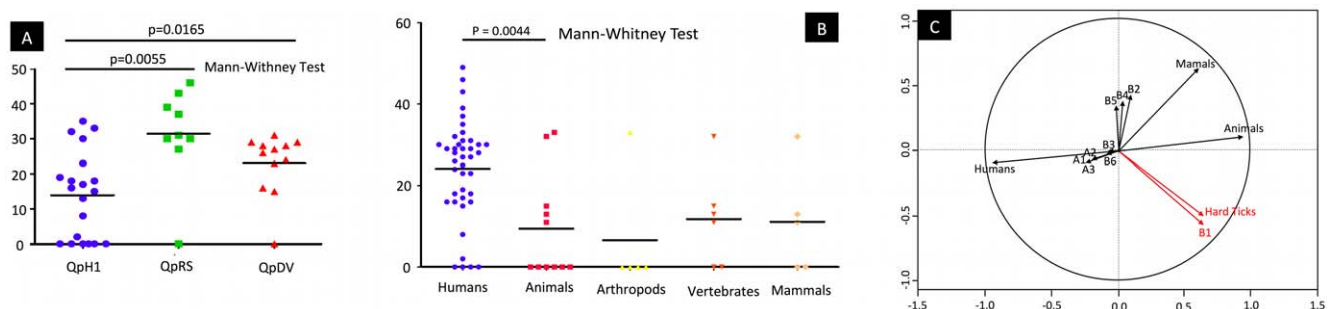 A
p=0.0165
p=0.0055
Mann-Withney Test
50
40
30
20
10
0
QpH1 QpRS QpDV
B
P = 0.0044
Mann-Whitney Test
60
40
20
0
Humans Animals Arthropods Vertebrates Mammals
C
1.0
0.5
0.0
-0.5
-1.0
Mamals
B5 B4 B2
Animals
B3
A2
A1
A3
B6
Humans
Hard Ticks
B1
-1.5 -1.0 -0.5 0.0 0.5 1.0 1.5